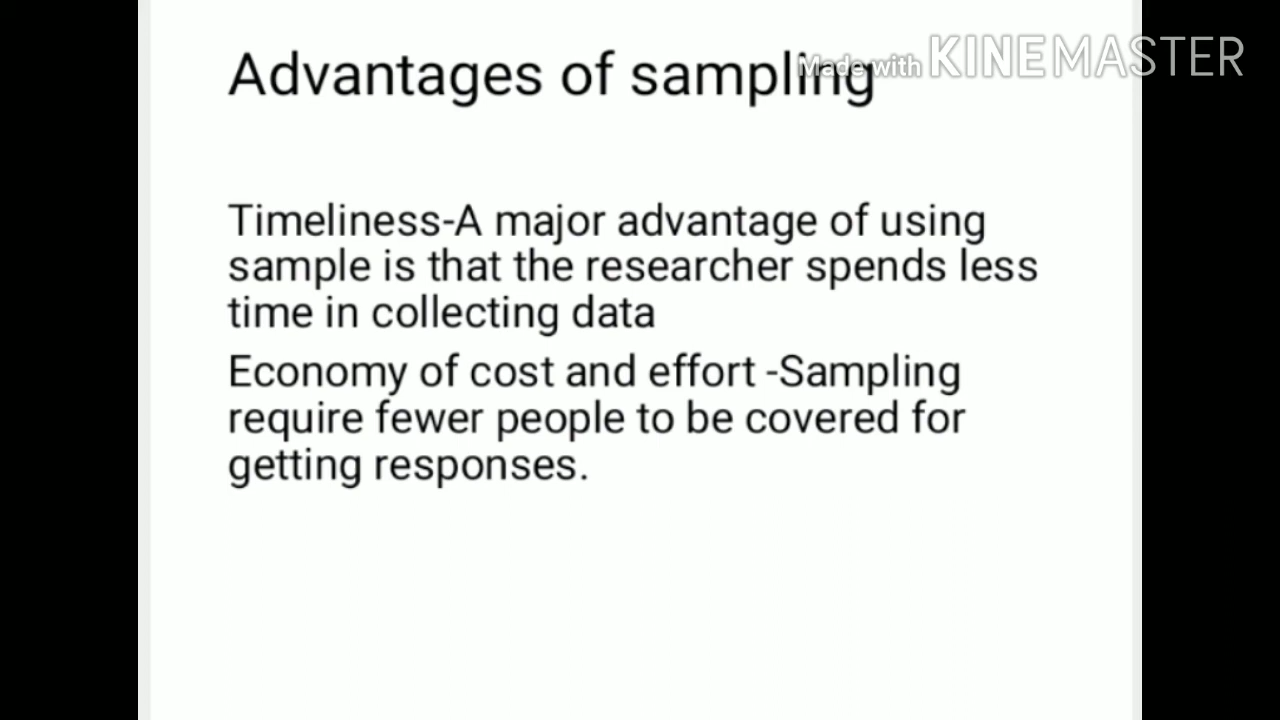 Advantages of sampling
Made with KINEMASTER
Timeliness-A major advantage of using
sample is that the researcher spends less
time in collecting data
Economy of cost and effort -Sampling
require fewer people to be covered for
getting responses.